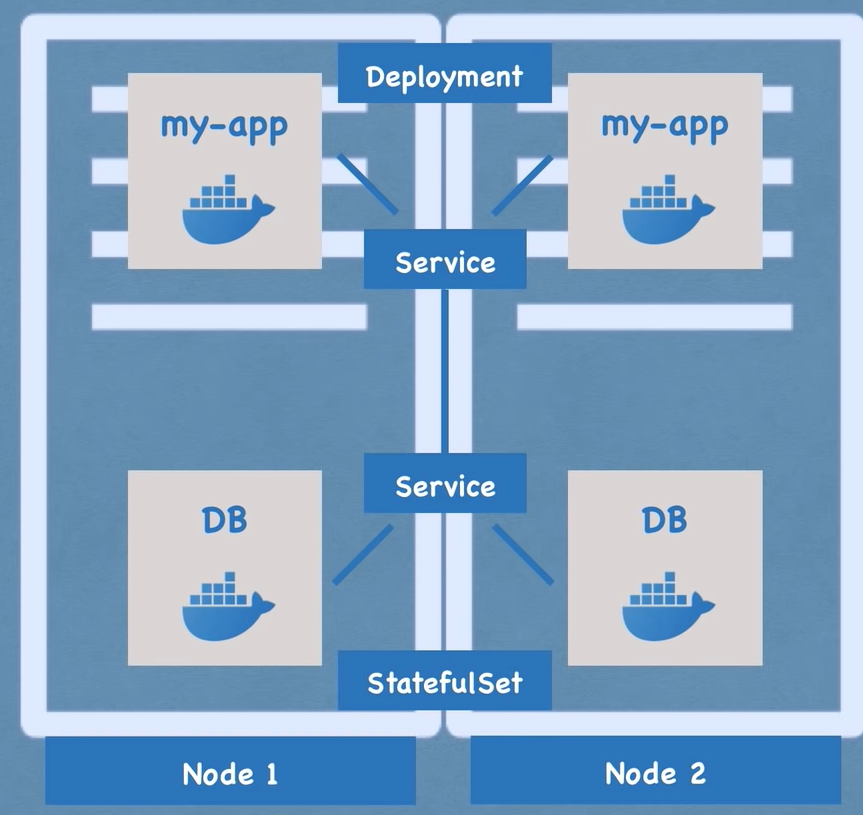 Deployment
my-app
my-app
Service
Service
DB
DB
StatefulSet
Node 1
Node 2